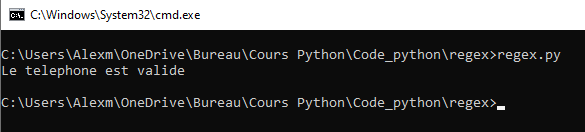 C:\Windows\System32\cmd.exe
C:\Users\Alexm\OneDrive\Bureau\Cours Python\Code_python\regex>regex.py
Le telephone est valide
C:\Users\Alexm\OneDrive\Bureau\Cours Python\Code_python\regex>